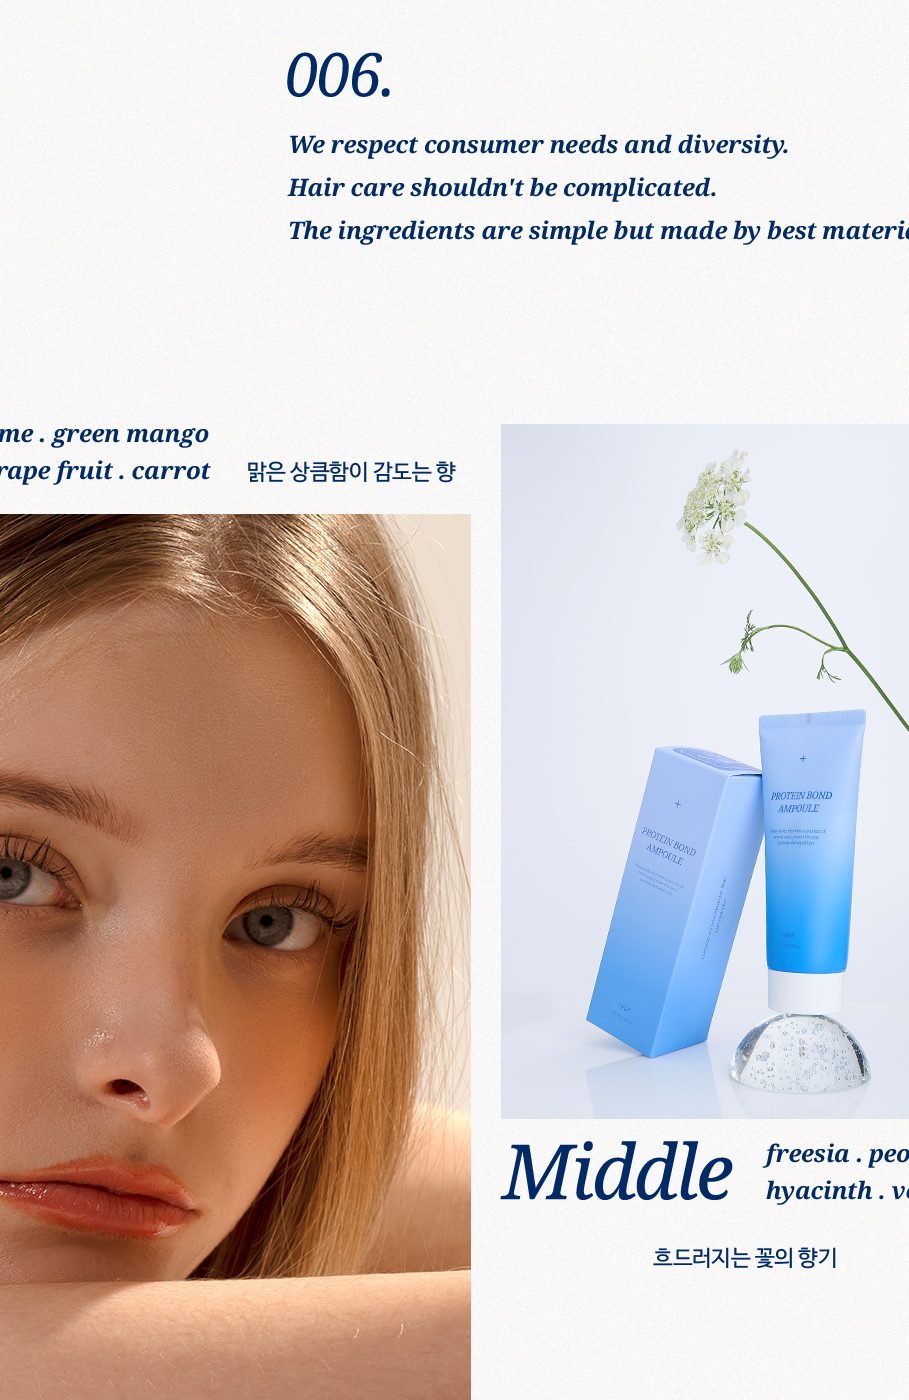 006.
We respect consumer needs and diversity.
Hair care shouldn't be complicated.
The ingredients are simple but made by best
me . green mango
rape fruit . carrot
맑은 상큼함이 감도는 향
PROTEIN BOND
AMPOULE
PROTEIN BOND
AMPOULE
Middle
freesia . peo
hyacinth . v
흐드러지는 꽃의 향기